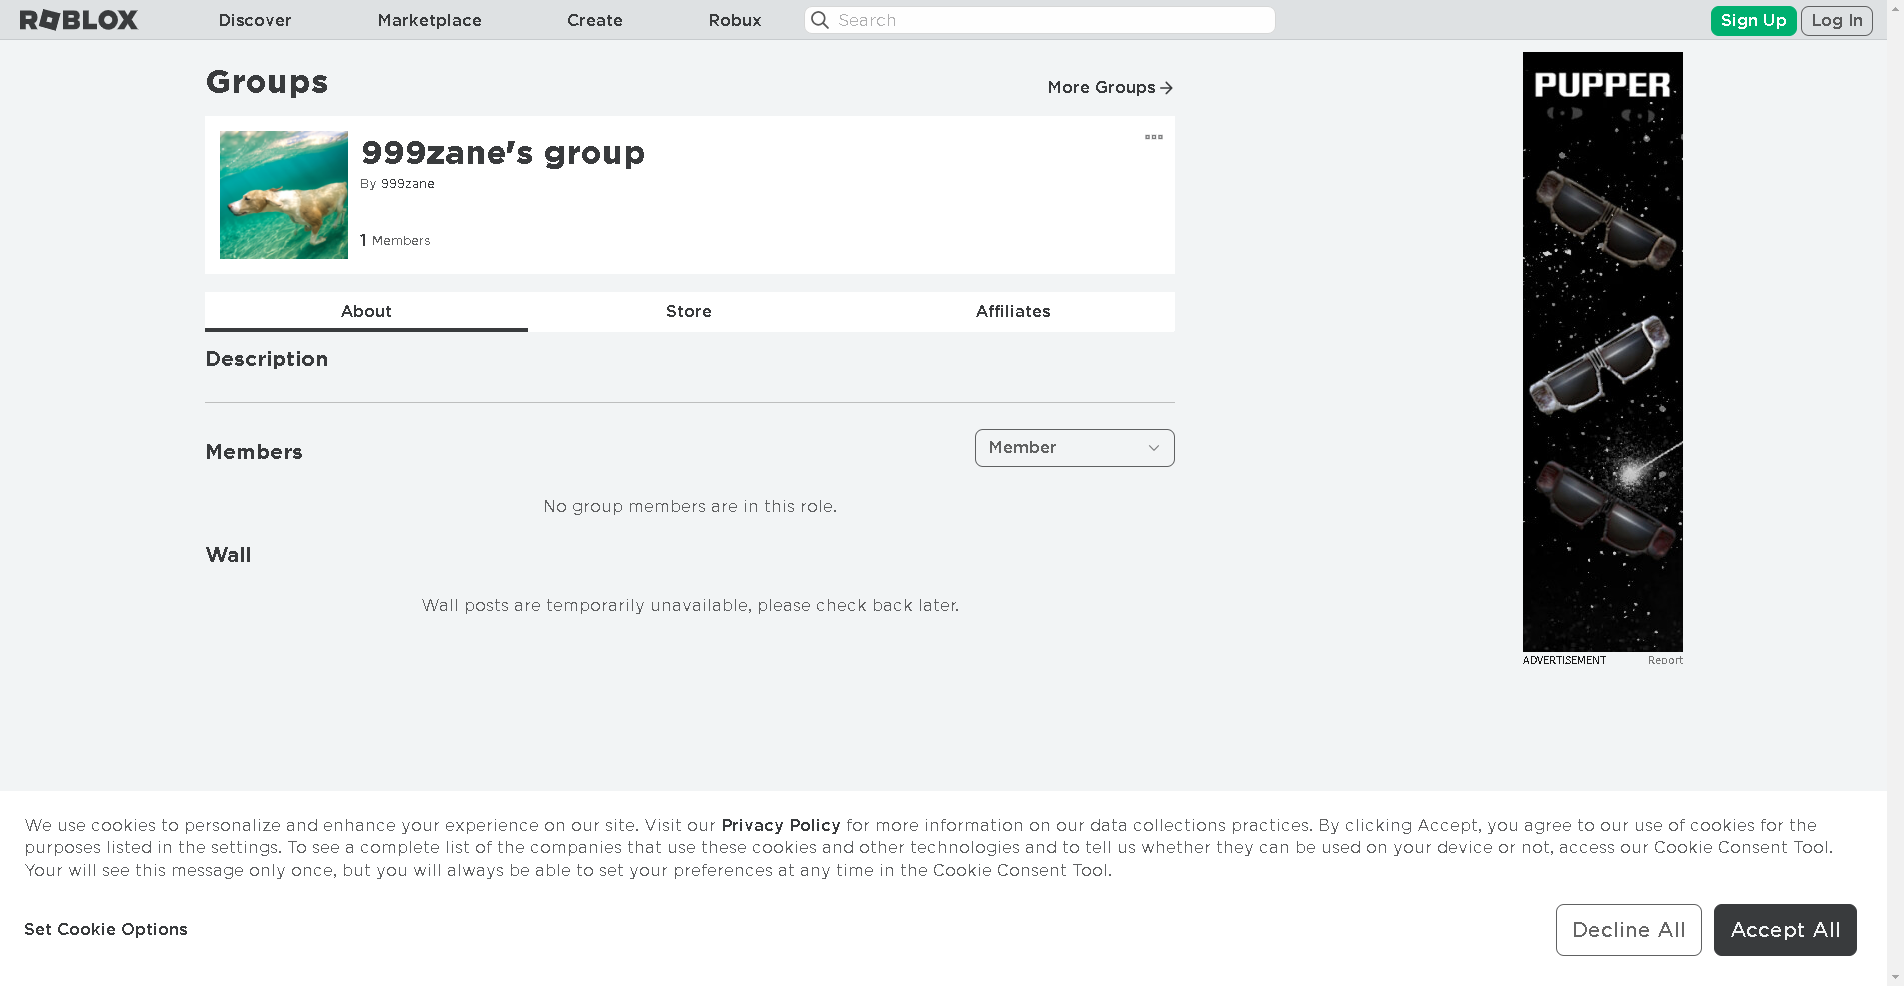 ROBLOX Discover Marketplace Create Robux Search Sign Up Log In
Groups
More Groups
999zane's group
By 999zane
1 Members
About Store Affiliates
Description
Members
Member
No group members are in this role.
Wall
Wall posts are temporarily unavailable, please check back later.
PUPPER
ADVERTISEMENT Report
We use cookies to personalize and enhance your experience on our site. Visit our Privacy Policy for more information on our data collections practices. By clicking Accept, you agree to our use of cookies for the
purposes listed in the settings. To see a complete list of the companies that use these cookies and other technologies and to tell us whether they can be used on your device or not, access our Cookie Consent Tool.
Your will see this message only once, but you will always be able to set your preferences at any time in the Cookie Consent Tool.
Set Cookie Options
Decline All
Accept All